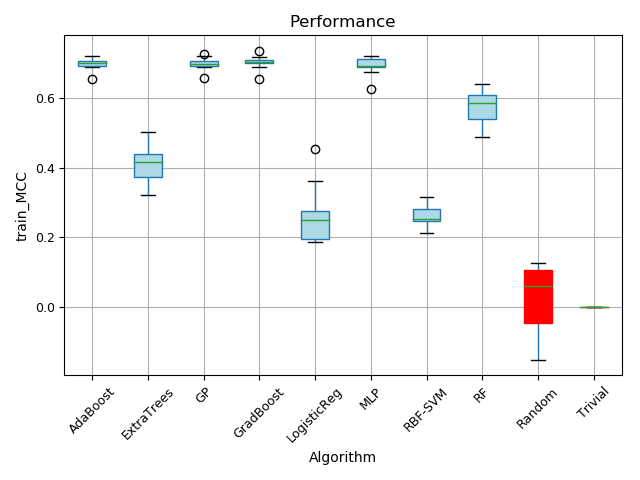 Performance
train_MCC
0.6
0.4
0.2
0.0
AdaBoost
ExtraTrees
GP
GradBoost
LogisticReg
MLP
RBF-SVM
RF
Random
Trivial
Algorithm